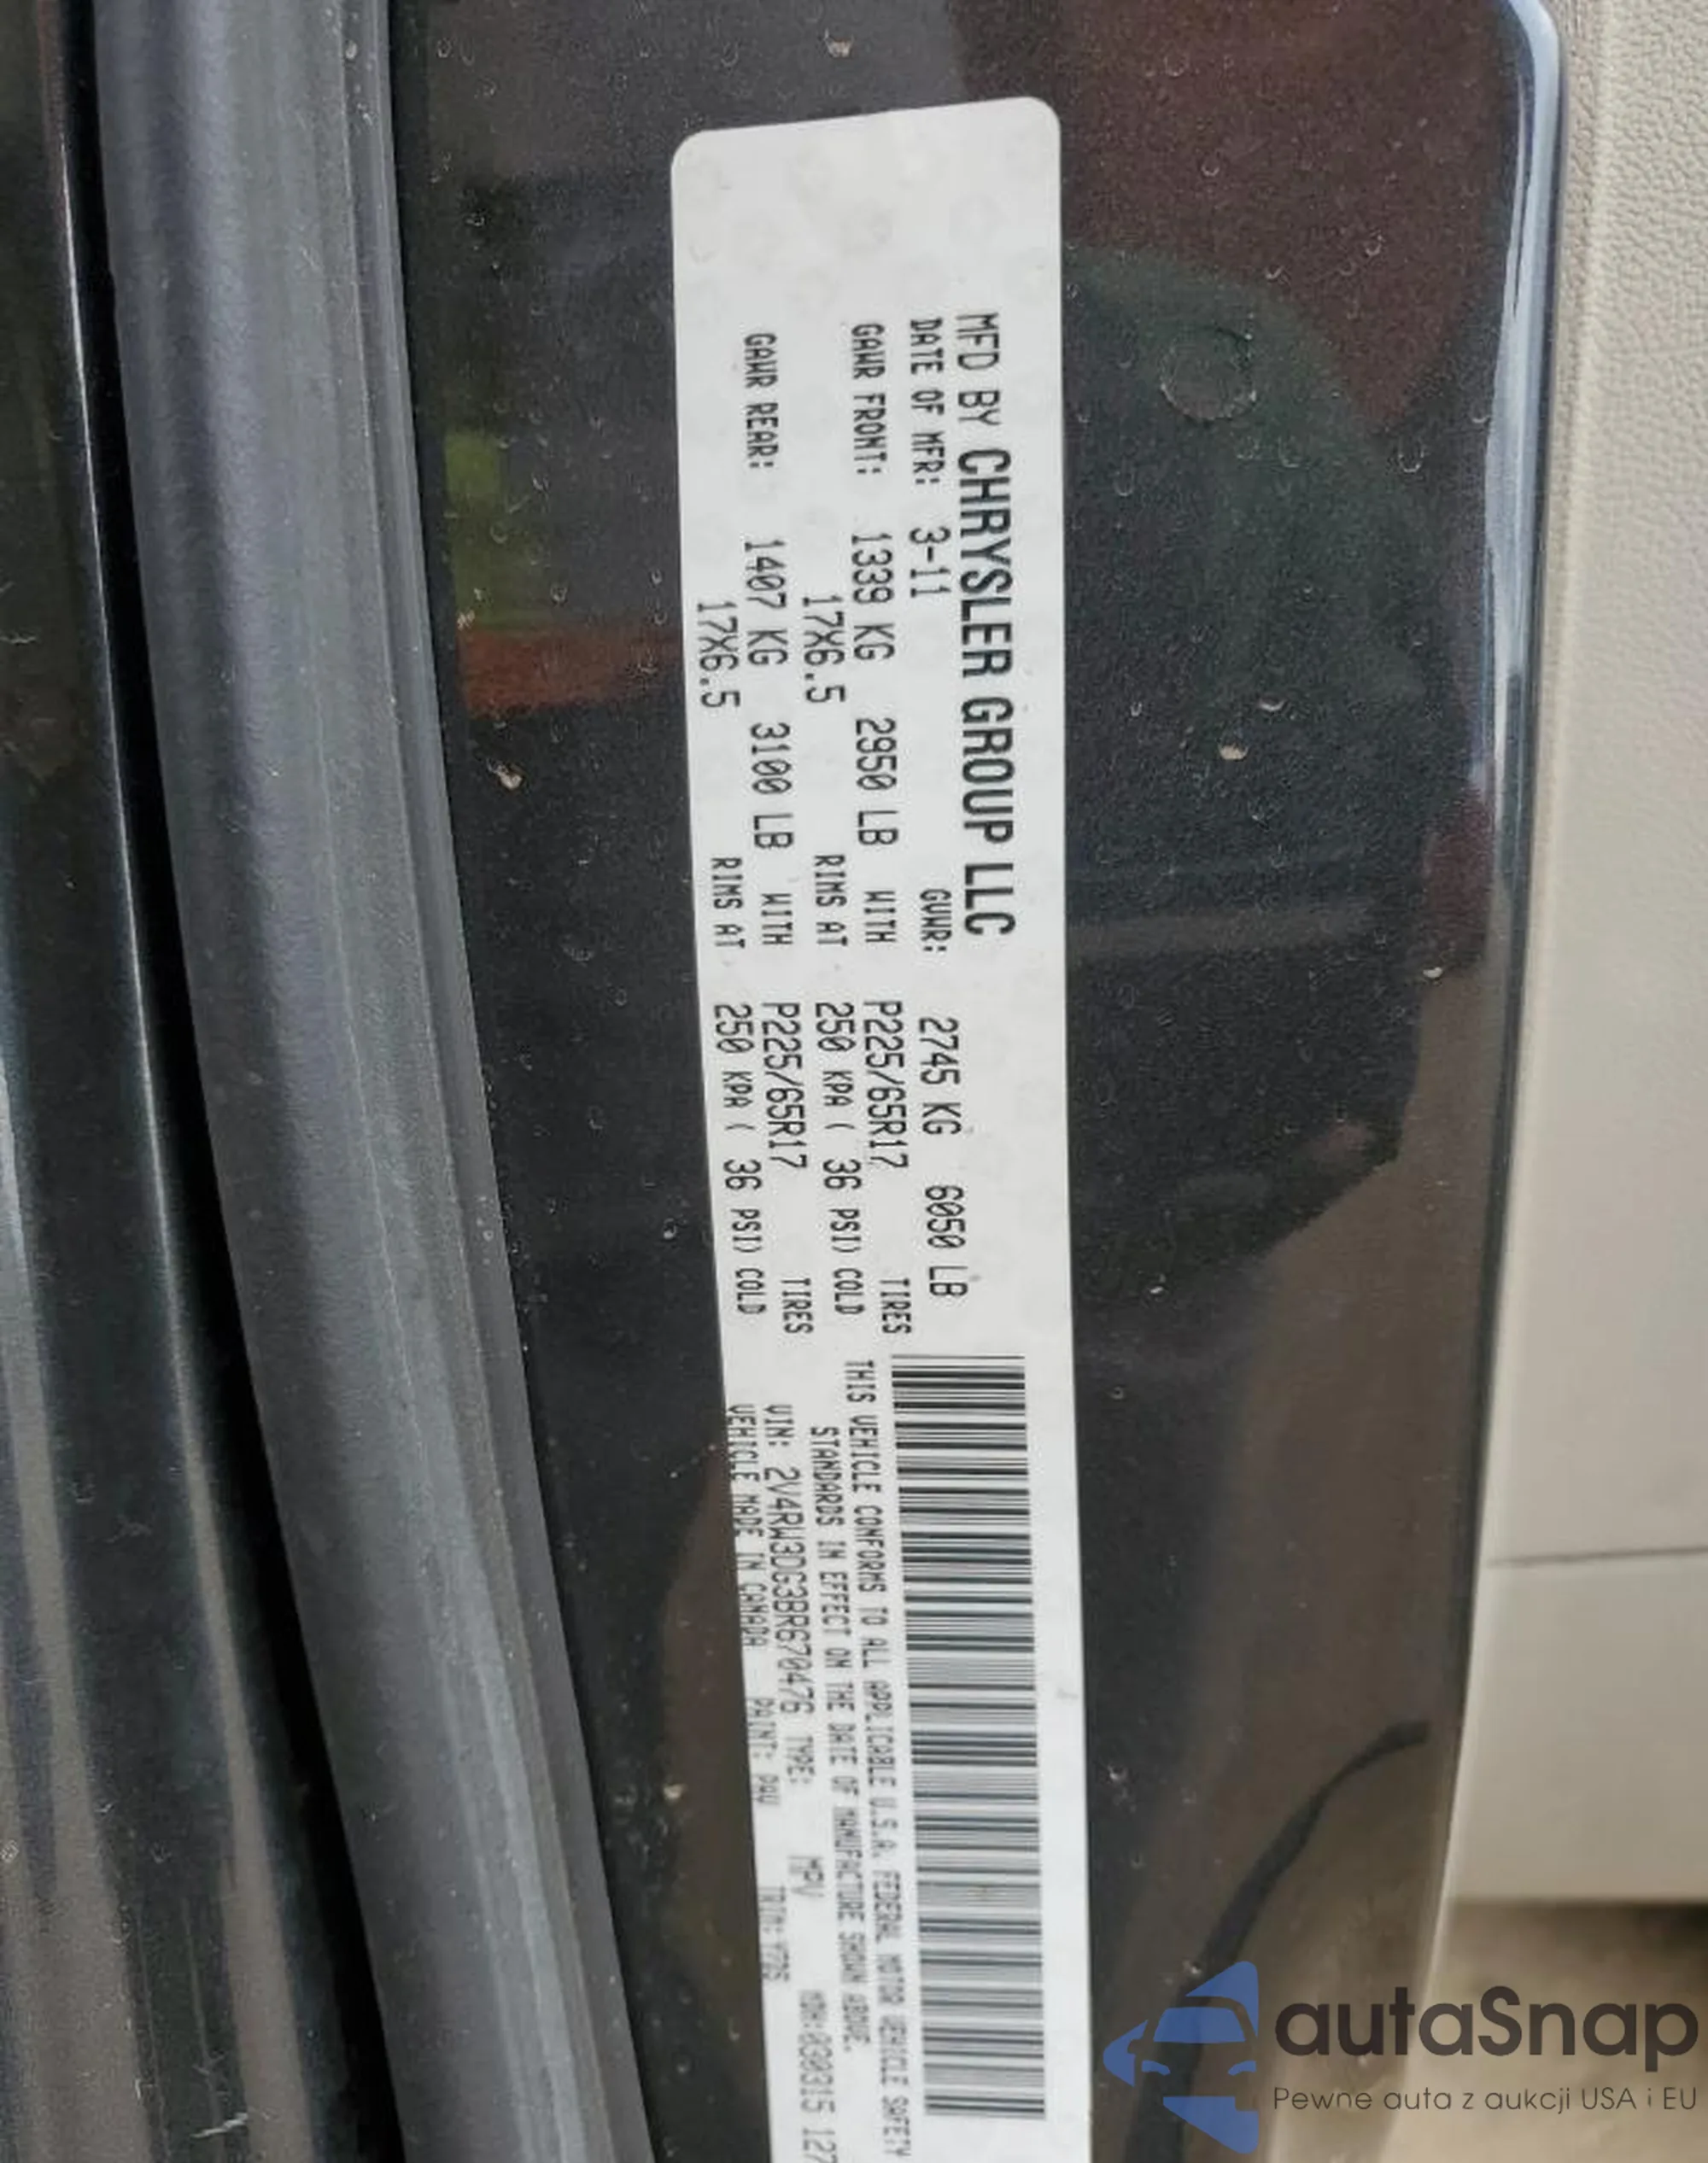 MFD BY CHRYSLER GROUP LLC
DATE OF MFR: 3-11 GVWR: 2745 KG 6050 LB
GAWR FRONT: 1339 KG 2950 LB WITH P225/65R17 TIRES
17X6.5 RIMS AT 250 KPA ( 36 PSI) COLD
GAWR REAR: 1407 KG 3100 LB WITH P225/65R17 TIRES
17X6.5 RIMS AT 250 KPA ( 36 PSI) COLD
THIS VEHICLE CONFORMS TO ALL APPLICABLE U.S.A. FEDERAL MOTOR VEHICLE SAFETY
STANDARDS IN EFFECT ON THE DATE OF MANUFACTURE SHOWN ABOVE.
VIN: 2V4RW3DG3BR670476 TYPE: MPV MDH:030315 127
VEHICLE MADE IN CANADA PAINT: TRIM:
autaSnap
Pewne auta z aukcji USA i EU